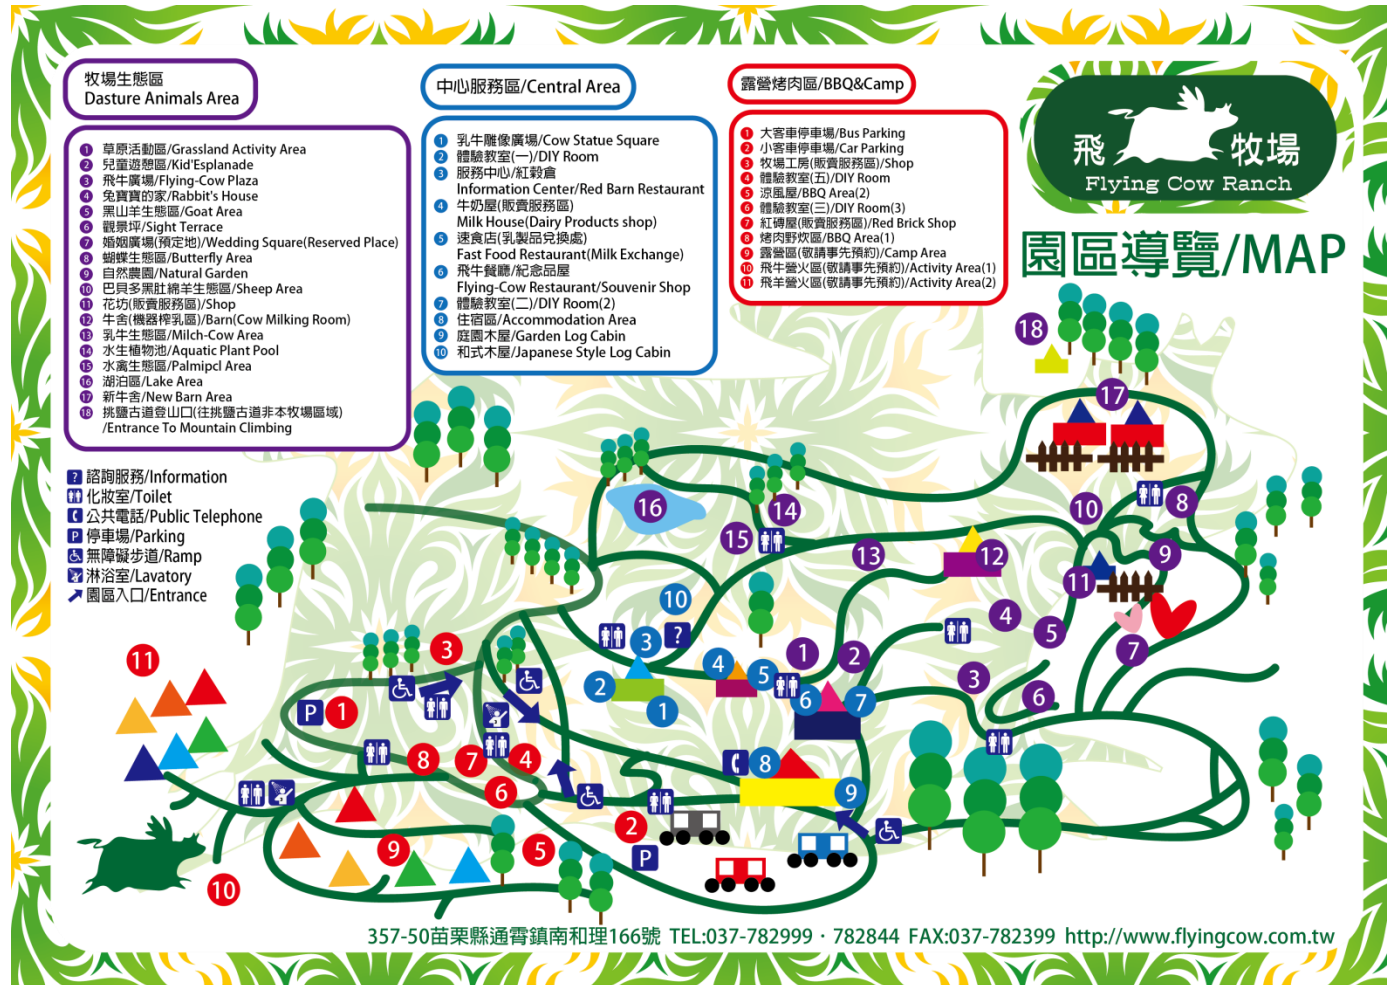 牧場生態區
Dasture Animals Area
1 草原活動區/Grassland Activity Area
2 兒童遊憩區/Kid'Esplanade
3 飛牛廣場/Flying-Cow Plaza
4 兔寶寶的家/Rabbit's House
5 黑山羊生態區/Goat Area
6 觀景坪/Sight Terrace
7 婚姻廣場(預定地)/Wedding Square(Reserved Place)
8 蝴蝶生態區/Butterfly Area
9 自然農園/Natural Garden
10 巴貝多黑肚綿羊生態區/Sheep Area
11 花坊(販賣服務區)/Shop
12 牛舍(機器榨乳區)/Barn(Cow Milking Room)
13 乳牛生態區/Milch-Cow Area
14 水生植物池/Aquatic Plant Pool
15 水禽生態區/Palmipcl Area
16 湖泊區/Lake Area
17 新牛舍/New Barn Area
18 挑鹽古道登山口(往挑鹽古道非本牧場區域)
/Entrance To Mountain Climbing
中心服務區/Central Area
1 乳牛雕像廣場/Cow Statue Square
2 體驗教室(一)/DIY Room
3 服務中心/紅穀倉
Information Center/Red Barn Restaurant
4 牛奶屋(販賣服務區)
Milk House(Dairy Products shop)
5 速食店(乳製品兌換處)
Fast Food Restaurant(Milk Exchange)
6 飛牛餐廳/紀念品屋
Flying-Cow Restaurant/Souvenir Shop
7 體驗教室(二)/DIY Room(2)
8 住宿區/Accommodation Area
9 庭園木屋/Garden Log Cabin
10 和式木屋/Japanese Style Log Cabin
露營烤肉區/BBQ&Camp
1 大客車停車場/Bus Parking
2 小客車停車場/Car Parking
3 牧場工房(販賣服務區)/Shop
4 體驗教室(五)/DIY Room
5 涼風屋/BBQ Area(2)
6 體驗教室(三)/DIY Room(3)
7 紅磚屋(販賣服務區)/Red Brick Shop
8 烤肉野炊區/BBQ Area(1)
9 露營區(敬請事先預約)/Camp Area
10 飛牛營火區(敬請事先預約)/Activity Area(1)
11 飛羊營火區(敬請事先預約)/Activity Area(2)
飛 牧場
Flying Cow Ranch
園區導覽/MAP
? 諮詢服務/Information
化妝室/Toilet
公共電話/Public Telephone
P 停車場/Parking
無障礙步道/Ramp
淋浴室/Lavatory
園區入口/Entrance
18
17
16
14
15
13
12
10
8
9
11
10
3
?
4
5
7
1
2
3
6
2
1
4
5
6
7
8
9
11
3
P
1
8
7
4
6
2
P
9
5
10
357-50苗栗縣通霄鎮南和理166號 TEL:037-782999・782844 FAX:037-782399 http://www.flyingcow.com.tw